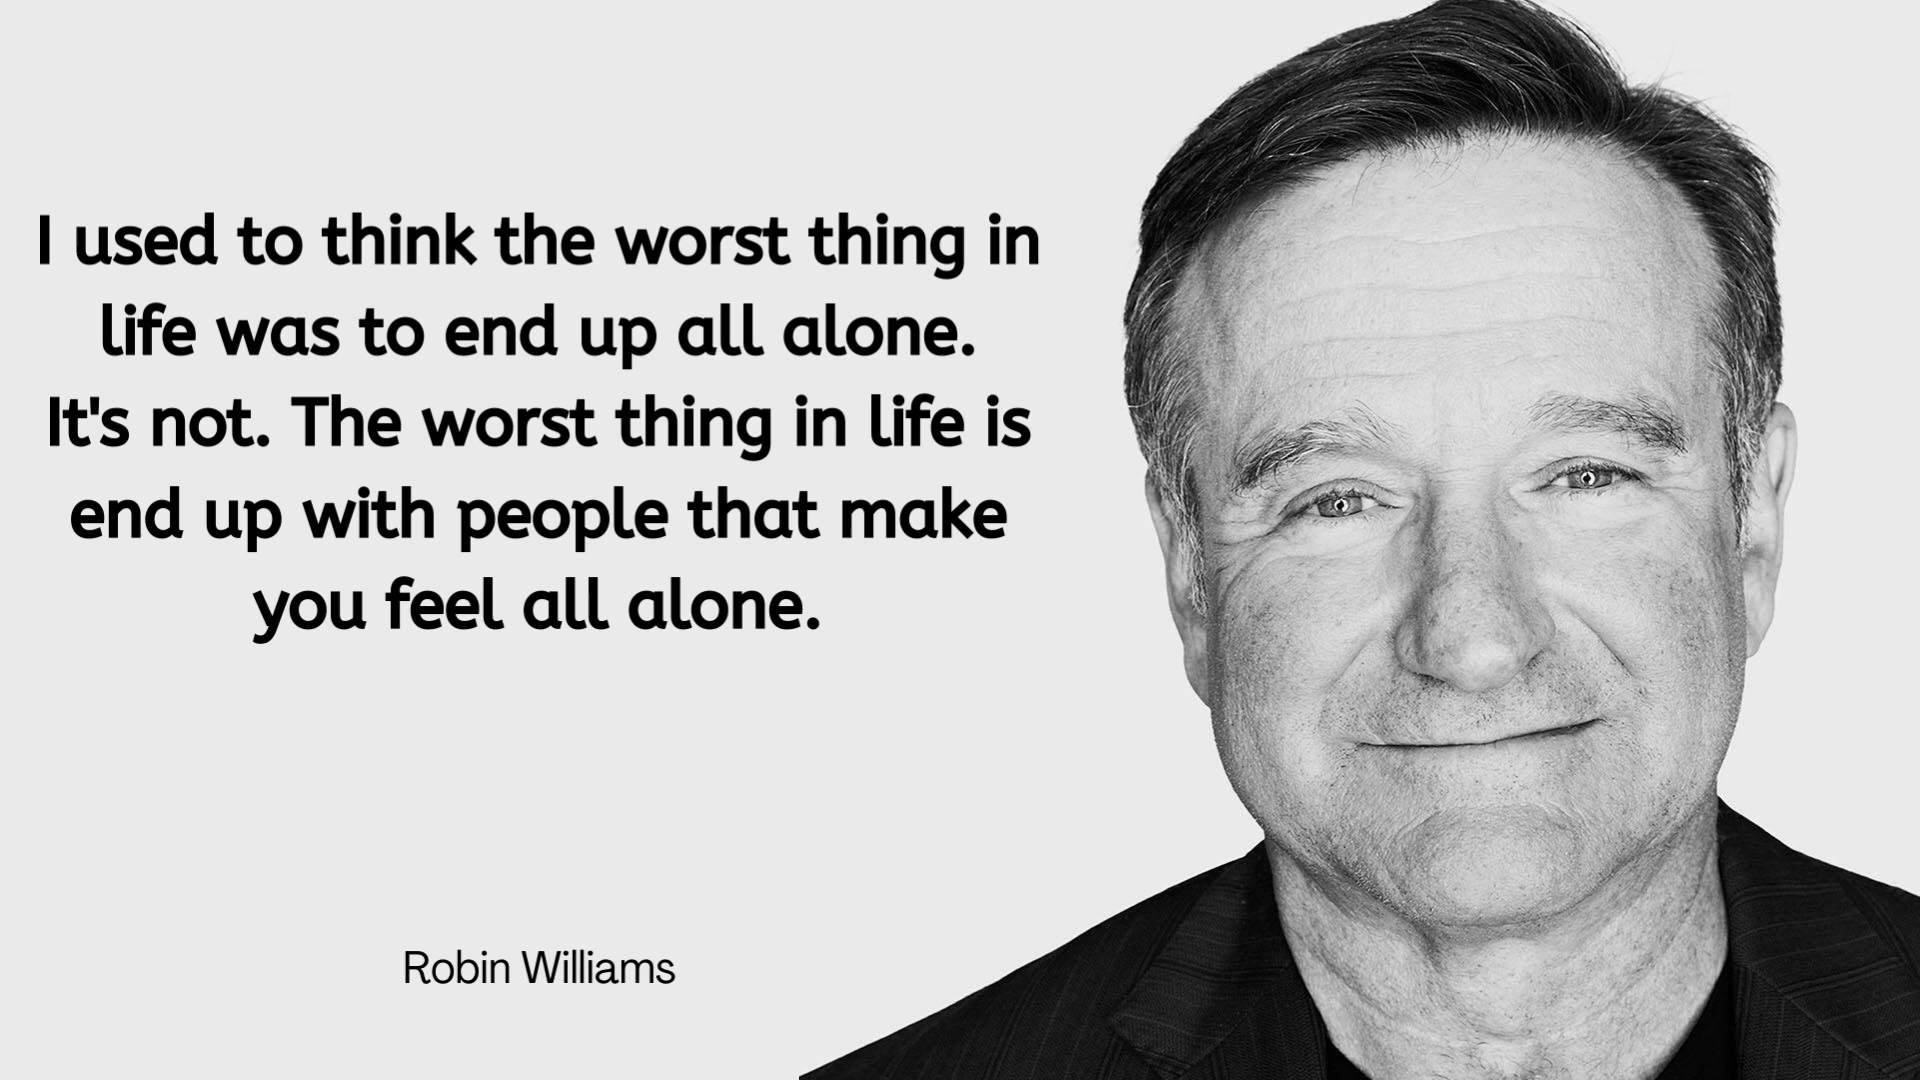 I used to think the worst thing in
life was to end up all alone.
It's not. The worst thing in life is
end up with people that make
you feel all alone.
Robin Williams